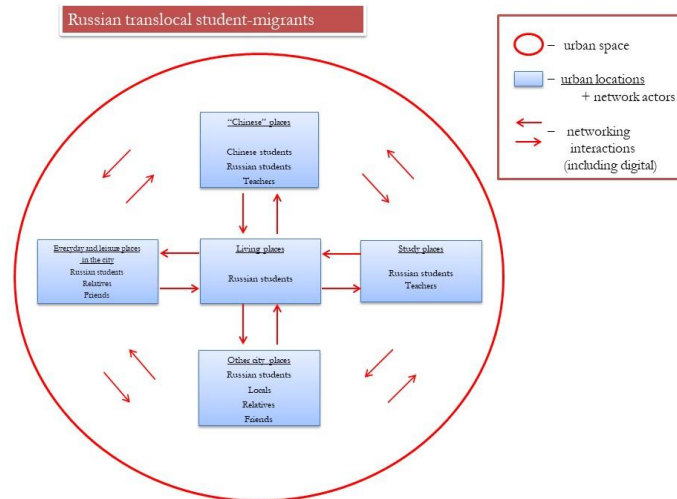 Russian translocal student-migrants
– urban space
– urban locations
+ network actors
– networking
interactions
(including digital)
“Chinese” places
Chinese students
Russian students
Teachers
Everyday and leisure places
in the city
Russian students
Relatives
Friends
Living places
Russian students
Study places
Russian students
Teachers
Other city places
Russian students
Locals
Relatives
Friends